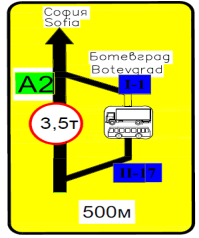 София
Sofia
Ботевград
Botevgrad
A2
I-1
3,5т
II-17
500м